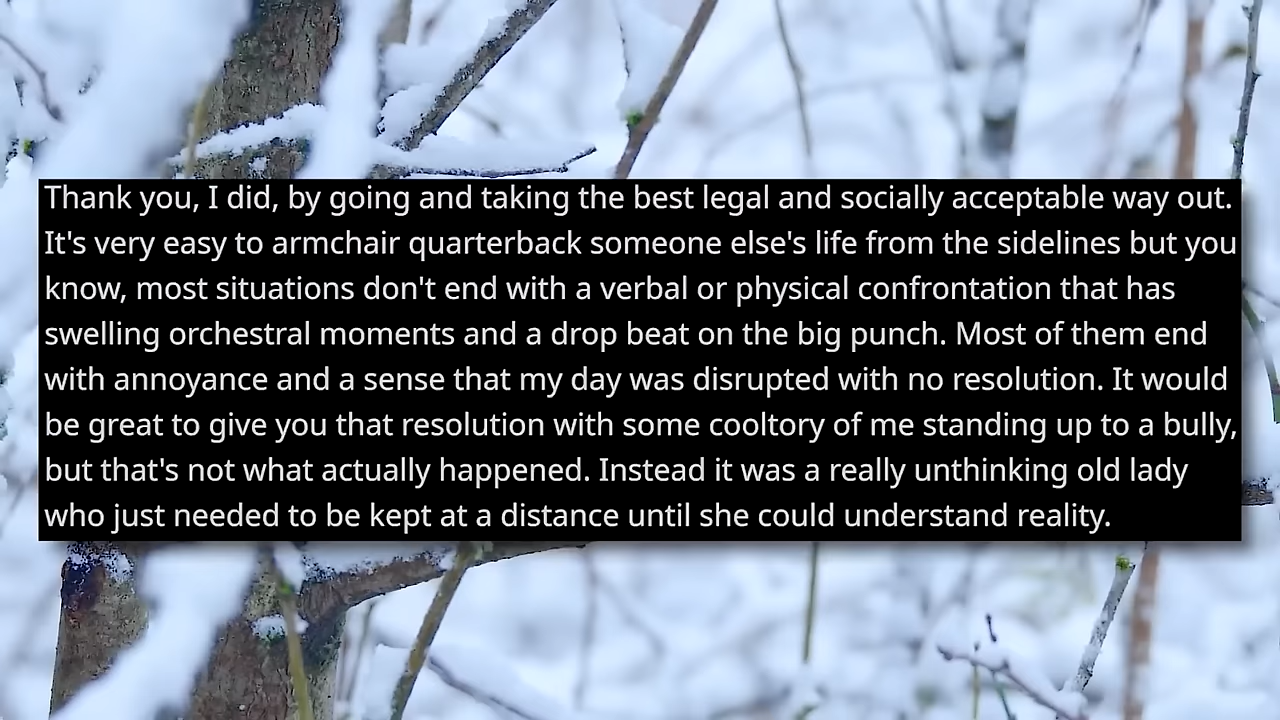 Thank you, I did, by going and taking the best legal and socially acceptable way out.
It's very easy to armchair quarterback someone else's life from the sidelines but you
know, most situations don't end with a verbal or physical confrontation that has
swelling orchestral moments and a drop beat on the big punch. Most of them end
with annoyance and a sense that my day was disrupted with no resolution. It would
be great to give you that resolution with some cooltory of me standing up to a bully,
but that's not what actually happened. Instead it was a really unthinking old lady
who just needed to be kept at a distance until she could understand reality.